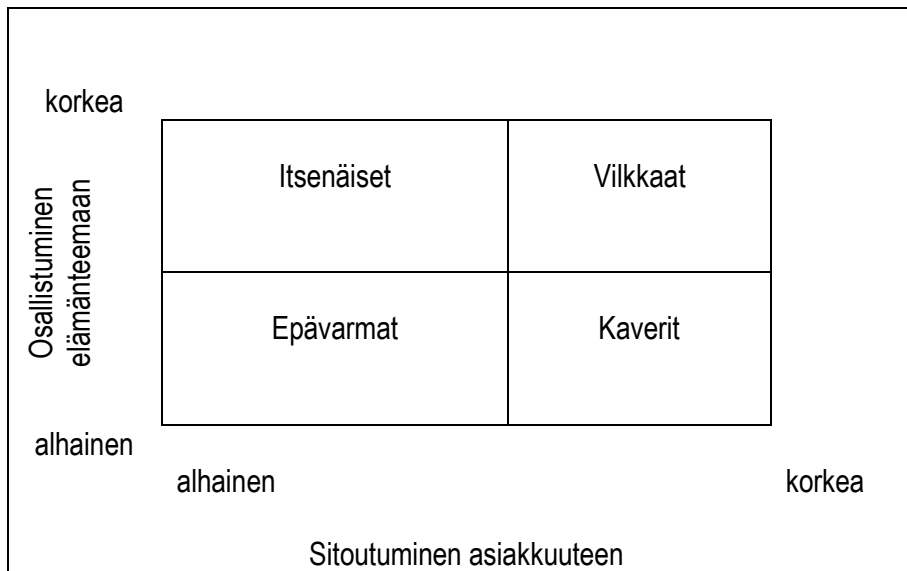 korkea
Itsenäiset
Vilkkaat
Osallistuminen
elämänteemaan
Epävarmat
Kaverit
alhainen
alhainen
korkea
Sitoutuminen asiakkuuteen